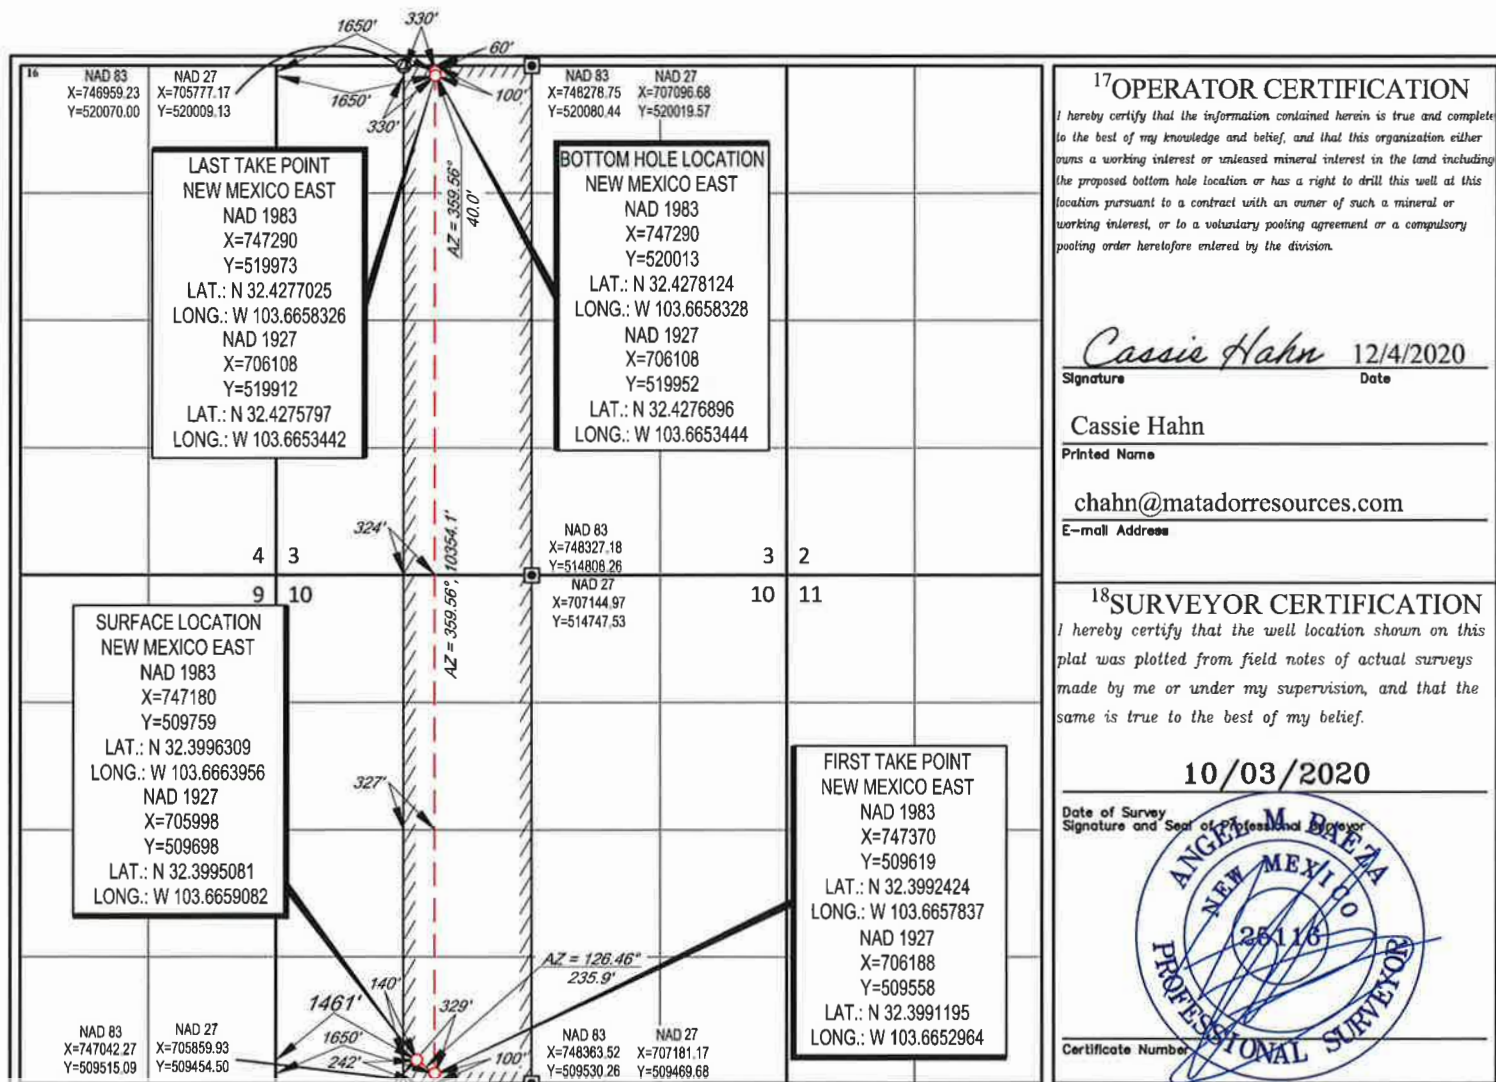 1650'
330'
60'
16
NAD 83
X=746959.23
Y=520070.00
NAD 27
X=705777.17
Y=520009.13
1650'
330'
100'
NAD 83
X=748278.75
Y=520080.44
NAD 27
X=707096.68
Y=520019.57
LAST TAKE POINT
NEW MEXICO EAST
NAD 1983
X=747290
Y=519973
LAT.: N 32.4277025
LONG.: W 103.6658326
NAD 1927
X=706108
Y=519912
LAT.: N 32.4275797
LONG.: W 103.6653442
AZ = 359.56°
40.0'
BOTTOM HOLE LOCATION
NEW MEXICO EAST
NAD 1983
X=747290
Y=520013
LAT.: N 32.4278124
LONG.: W 103.6658328
NAD 1927
X=706108
Y=519952
LAT.: N 32.4276896
LONG.: W 103.6653444
324'
AZ = 359.56°, 10354.1'
NAD 83
X=748327.18
Y=514808.26
4 3
3 2
9 10
NAD 27
X=707144.97
Y=514747.53
10 11
SURFACE LOCATION
NEW MEXICO EAST
NAD 1983
X=747180
Y=509759
LAT.: N 32.3996309
LONG.: W 103.6663956
NAD 1927
X=705998
Y=509698
LAT.: N 32.3995081
LONG.: W 103.6659082
327'
FIRST TAKE POINT
NEW MEXICO EAST
NAD 1983
X=747370
Y=509619
LAT.: N 32.3992424
LONG.: W 103.6657837
NAD 1927
X=706188
Y=509558
LAT.: N 32.3991195
LONG.: W 103.6652964
AZ = 126.46°
235.9'
140'
1461'
329'
1650'
242'
100'
NAD 83
X=747042.27
Y=509515.09
NAD 27
X=705859.93
Y=509454.50
NAD 83
X=748363.52
Y=509530.26
NAD 27
X=707181.17
Y=509469.68
17 OPERATOR CERTIFICATION
I hereby certify that the information contained herein is true and complete
to the best of my knowledge and belief, and that this organization either
owns a working interest or unleased mineral interest in the land including
the proposed bottom hole location or has a right to drill this well at this
location pursuant to a contract with an owner of such a mineral or
working interest, or to a voluntary pooling agreement or a compulsory
pooling order heretofore entered by the division.
Cassie Hahn 12/4/2020
Signature Date
Cassie Hahn
Printed Name
chahn@matadorresources.com
E-mail Address
18 SURVEYOR CERTIFICATION
I hereby certify that the well location shown on this
plat was plotted from field notes of actual surveys
made by me or under my supervision, and that the
same is true to the best of my belief.
10/03/2020
Date of Survey
Signature and Seal of Professional Surveyor
ANGEL M. BAEZA
NEW MEXICO
25116
PROFESSIONAL SURVEYOR
Certificate Number